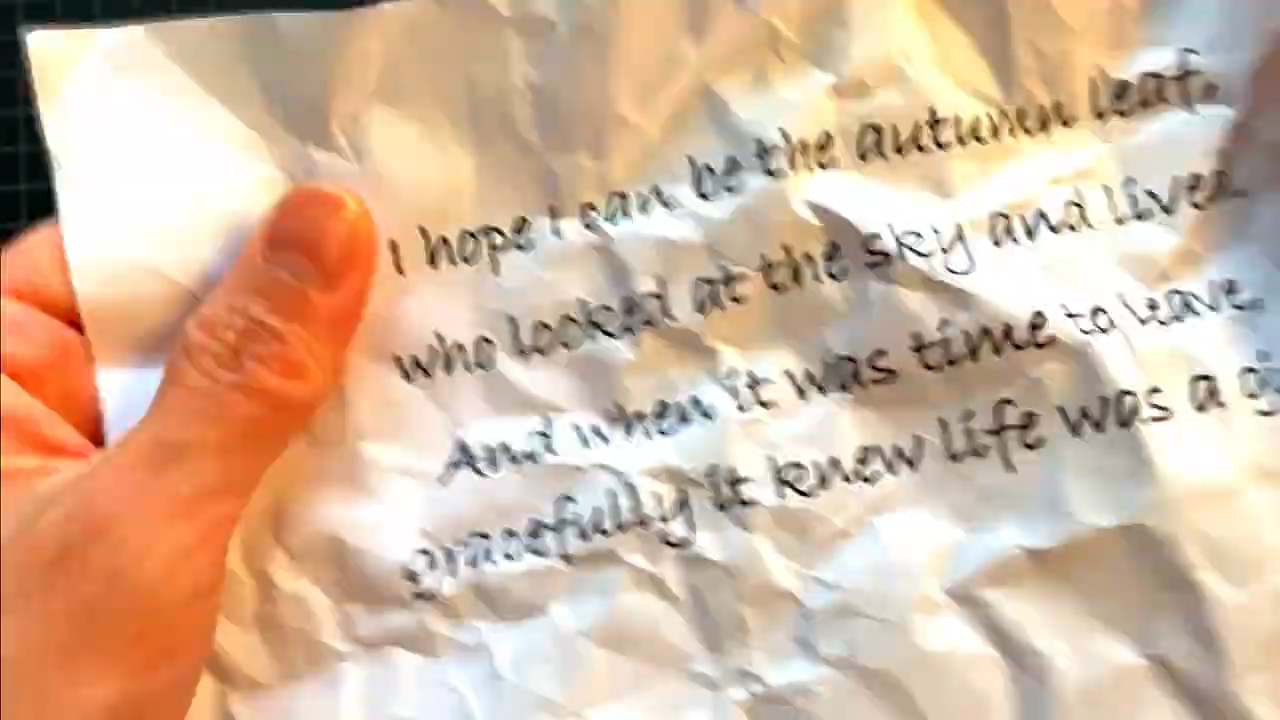 I hope I can be the autumn leaf.
who looked at the sky and lived
And when it was time to leave.
gracefully it knew life was a